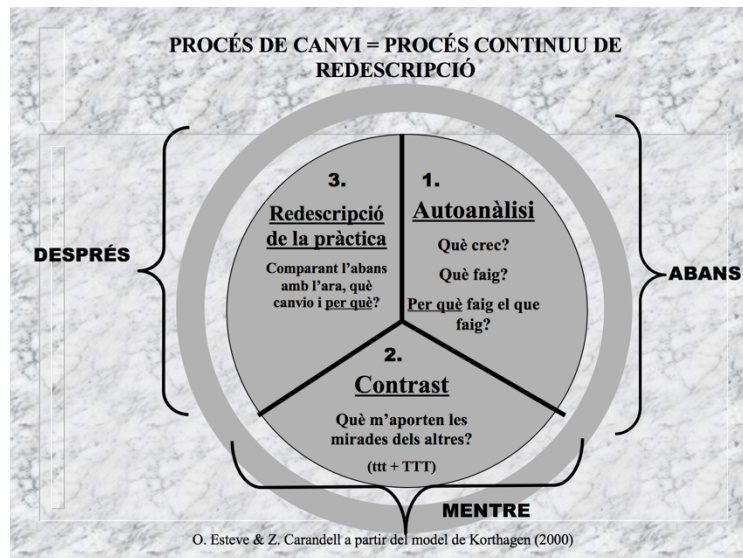 PROCÉS DE CANVI = PROCÉS CONTINUU DE
REDESCRIPCIÓ
1.
Autoanàlisi
Què crec?
Què faig?
Per què faig el que
faig?
ABANS
2.
Contrast
Què m'aporten les
mirades dels altres?
(ttt + TTT)
MENTRE
3.
Redescripció
de la pràctica
Comparant l'abans
amb l'ara, què
canvio i per què?
DESPRÉS
O. Esteve & Z. Carandell a partir del model de Korthagen (2000)